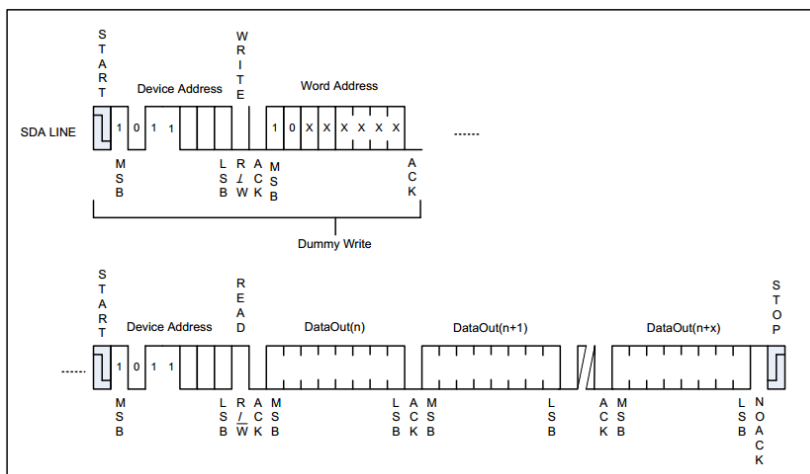 START
WRITE
Device Address
Word Address
SDA LINE
1 0 1 1
1 0 X X X X X X
MSB
LSB
R/W
ACK
MSB
ACK
......
Dummy Write
START
READ
STOP
Device Address
DataOut(n)
DataOut(n+1)
DataOut(n+x)
......
1 0 1 1
MSB
LSB
R/W
ACK
MSB
LSB
ACK
MSB
LSB
ACK
MSB
LSB
NOACK